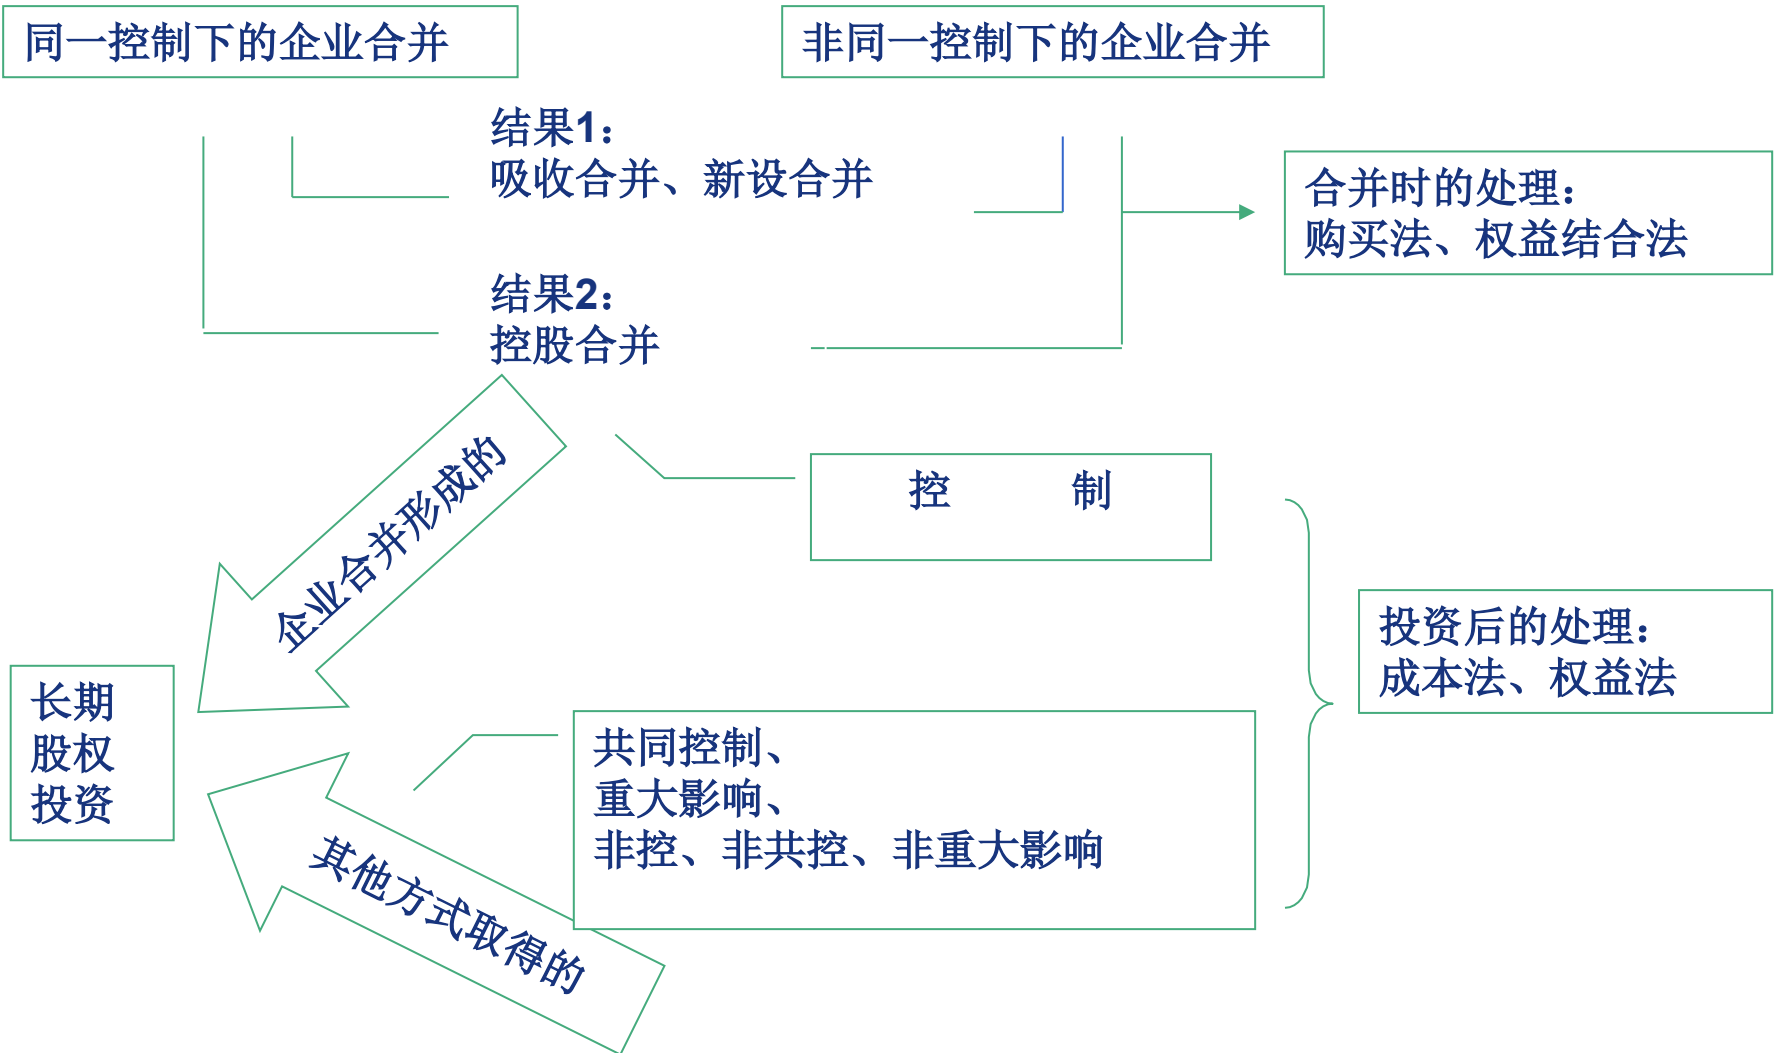 同一控制下的企业合并
非同一控制下的企业合并
结果1：
吸收合并、新设合并
合并时的处理：
购买法、权益结合法
结果2：
控股合并
企业合并形成的
控 制
投资后的处理：
成本法、权益法
长期
股权
投资
共同控制、
重大影响、
非控、非共控、非重大影响
其他方式取得的